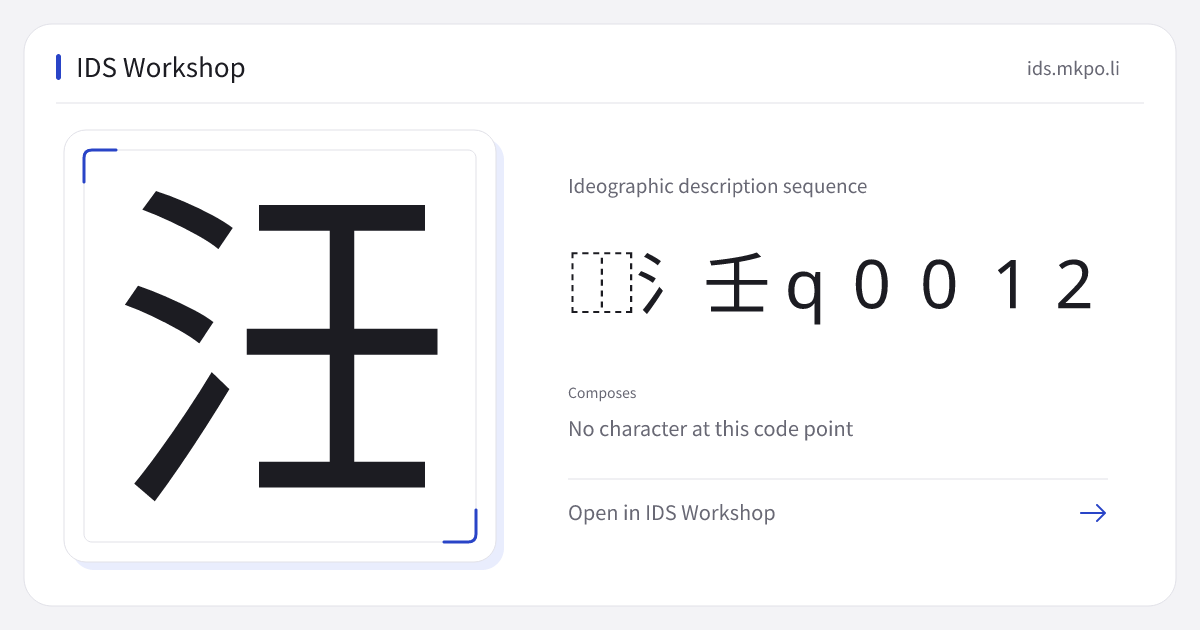 IDS Workshop
ids.mkpo.li
汪
Ideographic description sequence
⿰氵壬q0012
Composes
No character at this code point
Open in IDS Workshop